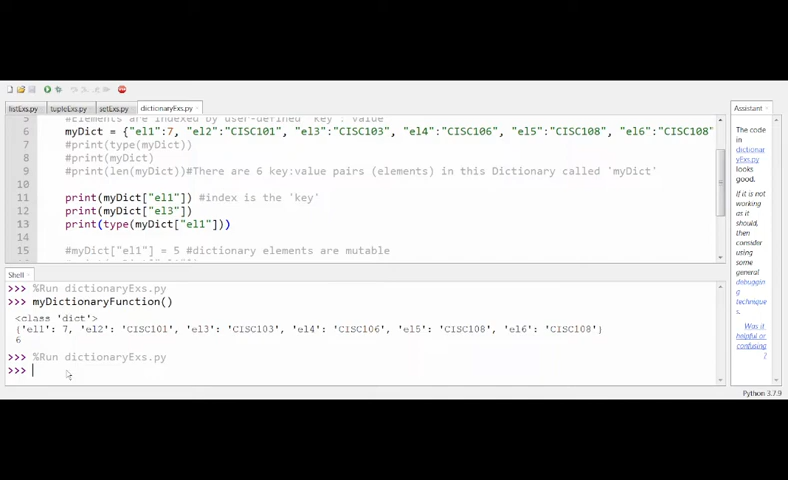 listExs.py tupleExs.py setExs.py dictionaryExs.py
5 #Elements are indexed by user-defined 'key : value'
6 myDict = {"el1":7, "el2":"CISC101", "el3":"CISC103", "el4":"CISC106", "el5":"CISC108", "el6":"CISC108"
7 #print(type(myDict))
8 #print(myDict)
9 #print(len(myDict))#There are 6 key:value pairs (elements) in this Dictionary called 'myDict'
10
11 print(myDict["el1"]) #index is the 'key'
12 print(myDict["el3"])
13 print(type(myDict["el1"]))
14
15 #myDict["el1"] = 5 #dictionary elements are mutable
Shell
>>> %Run dictionaryExs.py
>>> myDictionaryFunction()
<class 'dict'>
{'el1': 7, 'el2': 'CISC101', 'el3': 'CISC103', 'el4': 'CISC106', 'el5': 'CISC108', 'el6': 'CISC108'}
6
>>> %Run dictionaryExs.py
>>>
Assistant
The code
in
dictionar
yExs.py
looks
good.
If it is not
working
as it
should,
then
consider
using
some
general
debuggin
g
technique
s.
Was it
helpful or
confusing
?
Python 3.7.9